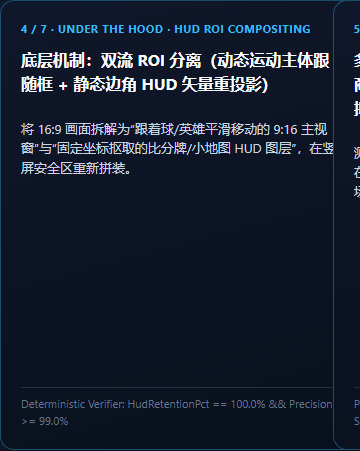 4 / 7 · UNDER THE HOOD · HUD ROI COMPOSITING
底层机制：双流 ROI 分离（动态运动主体跟
随框 + 静态边角 HUD 矢量重投影）
将 16:9 画面拆解为“跟着球/英雄平滑移动的 9:16 主视
窗”与“固定坐标抠取的比分牌/小地图 HUD 图层”，在竖
屏安全区重新拼装。
Deterministic Verifier: HudRetentionPct == 100.0% && Precision
>= 99.0%
5